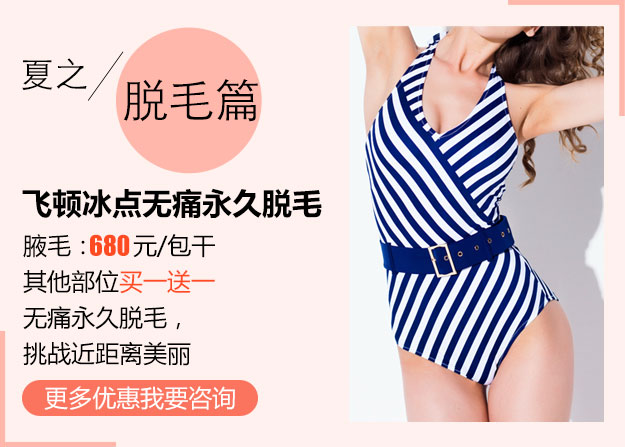 夏之
脱毛篇
飞顿冰点无痛永久脱毛
腋毛：680元/包干
其他部位买一送一
无痛永久脱毛，
挑战近距离美丽
更多优惠我要咨询